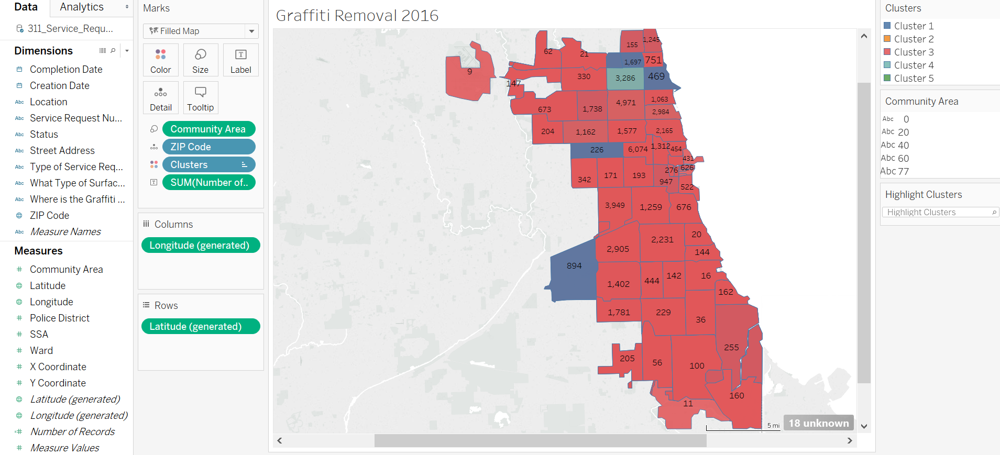 Data
Analytics
311_Service_Requ...
Dimensions
Completion Date
Creation Date
Abc Location
Abc Service Request Nu...
Abc Status
Abc Street Address
Abc Type of Service Req...
Abc What Type of Surfac...
Abc Where is the Graffiti ...
ZIP Code
Abc Measure Names
Measures
# Community Area
Latitude
Longitude
# Police District
# SSA
# Ward
# X Coordinate
# Y Coordinate
Latitude (generated)
Longitude (generated)
=# Number of Records
# Measure Values
Marks
Filled Map
Color
Size
T
Label
Detail
Tooltip
Community Area
ZIP Code
Clusters
T
SUM(Number of..
Columns
Longitude (generated)
Rows
Latitude (generated)
Graffiti Removal 2016
62
21
155
1,245
9
1,697
751
147
330
3,286
469
673
1,738
4,971
1,063
2,984
204
1,162
1,577
2,165
226
6,074
1,312
454
431
342
171
193
276
626
947
522
3,949
1,259
676
2,905
2,231
20
144
894
1,402
444
142
16
162
1,781
229
36
255
205
56
100
160
11
5 mi
18 unknown
Clusters
Cluster 1
Cluster 2
Cluster 3
Cluster 4
Cluster 5
Community Area
Abc 0
Abc 20
Abc 40
Abc 60
Abc 77
Highlight Clusters
Highlight Clusters